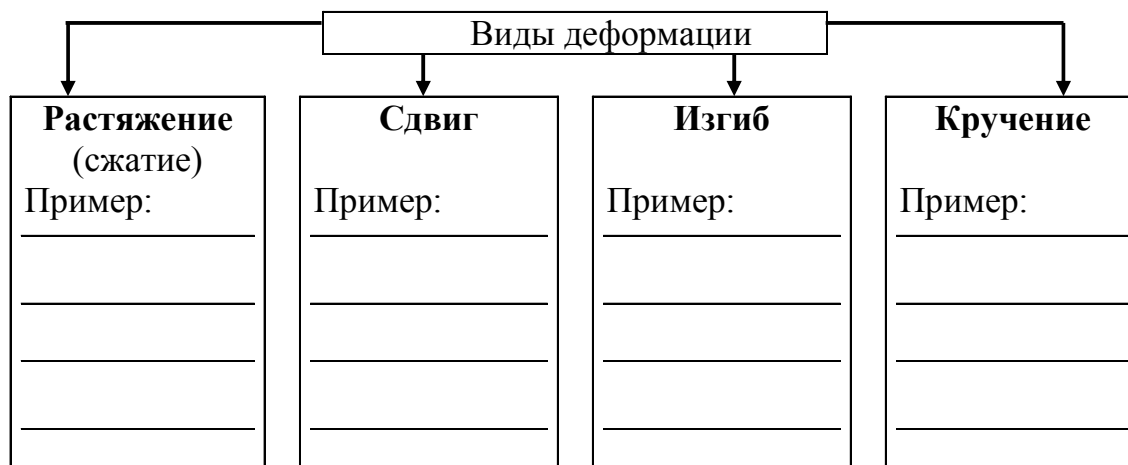 Виды деформации
Растяжение
(сжатие)
Пример:
Сдвиг
Пример:
Изгиб
Пример:
Кручение
Пример: